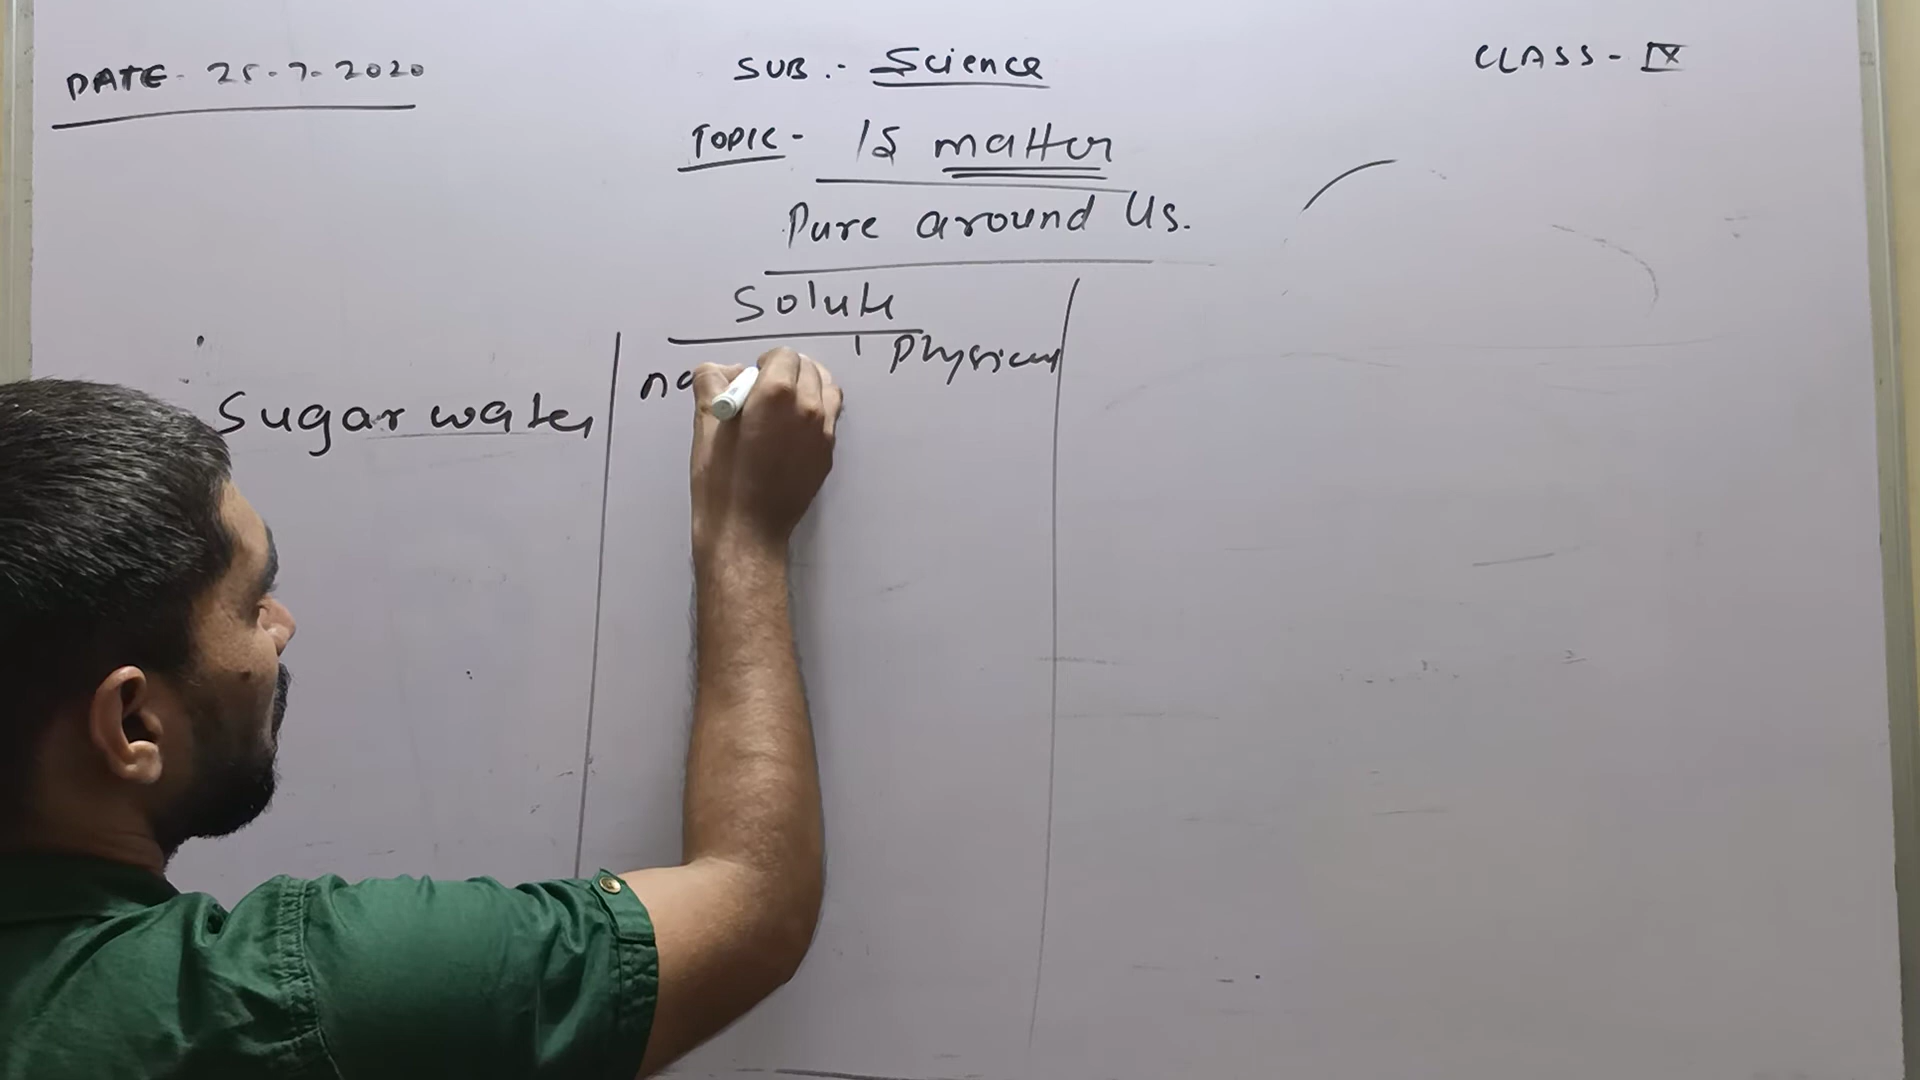 DATE - 25-7-2020
SUB.- Science
CLASS - IX
TOPIC - IS matter
Pure around Us.
Solute
Physical
Sugar water